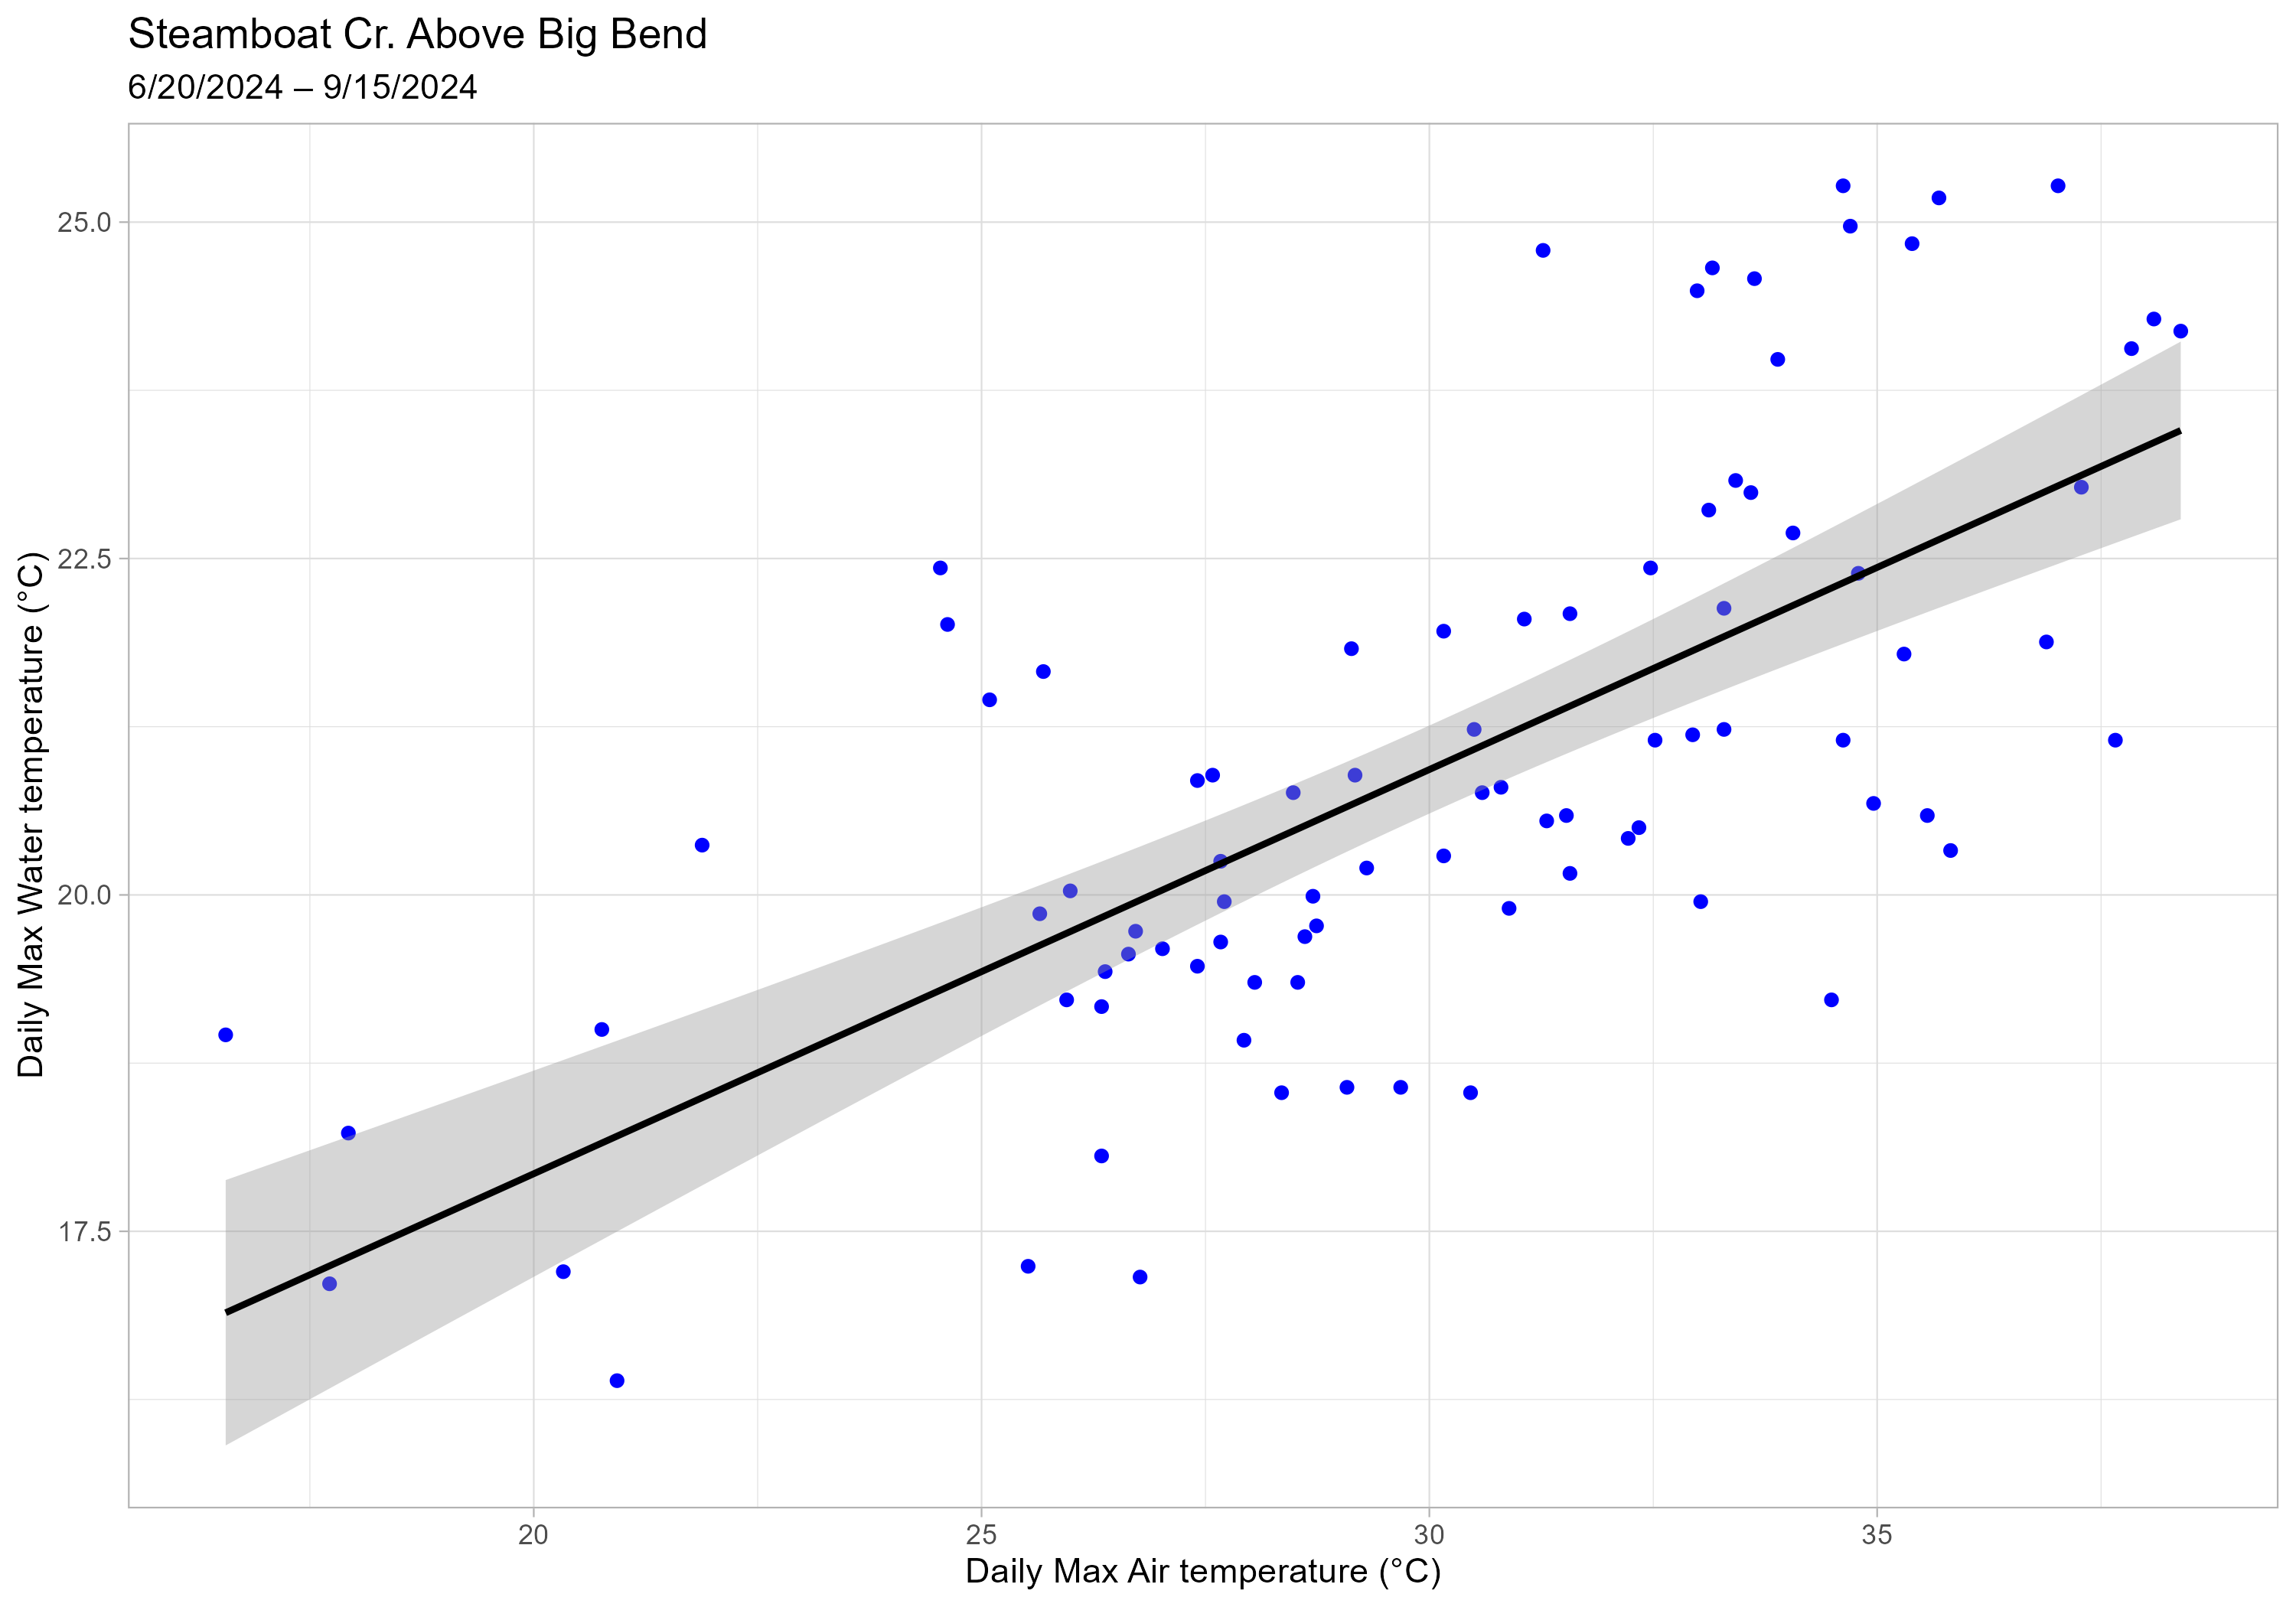 Steamboat Cr. Above Big Bend
6/20/2024 – 9/15/2024
Daily Max Water temperature (°C)
25.0
22.5
20.0
17.5
20 25 30 35
Daily Max Air temperature (°C)